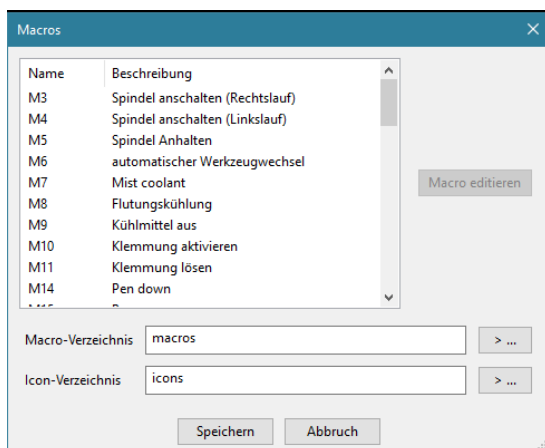 Macros
Name Beschreibung
M3 Spindel anschalten (Rechtslauf)
M4 Spindel anschalten (Linkslauf)
M5 Spindel Anhalten
M6 automatischer Werkzeugwechsel
M7 Mist coolant
M8 Flutungskühlung
M9 Kühlmittel aus
M10 Klemmung aktivieren
M11 Klemmung lösen
M14 Pen down
Macro editieren
Macro-Verzeichnis macros > ...
Icon-Verzeichnis icons > ...
Speichern Abbruch